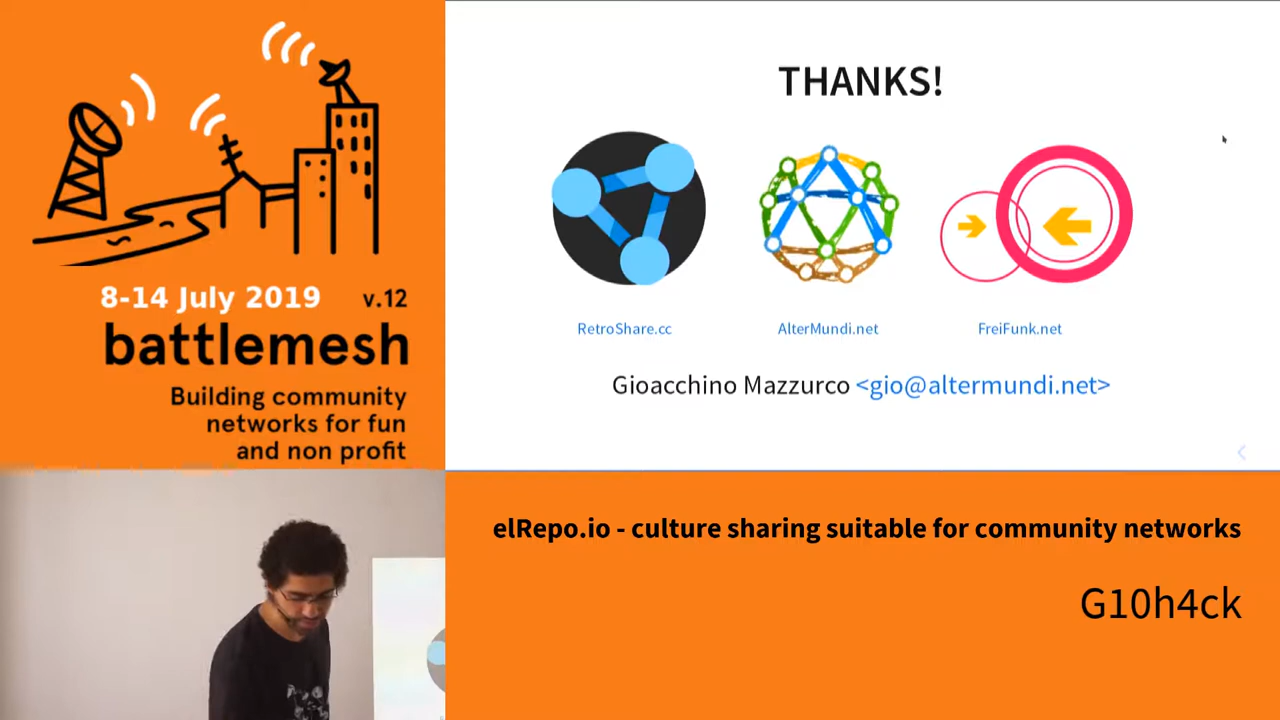 8-14 July 2019 v.12
battlemesh
Building community
networks for fun
and non profit
THANKS!
RetroShare.cc
AlterMundi.net
FreiFunk.net
Gioacchino Mazzurco <gio@altermundi.net>
elRepo.io - culture sharing suitable for community networks
G10h4ck